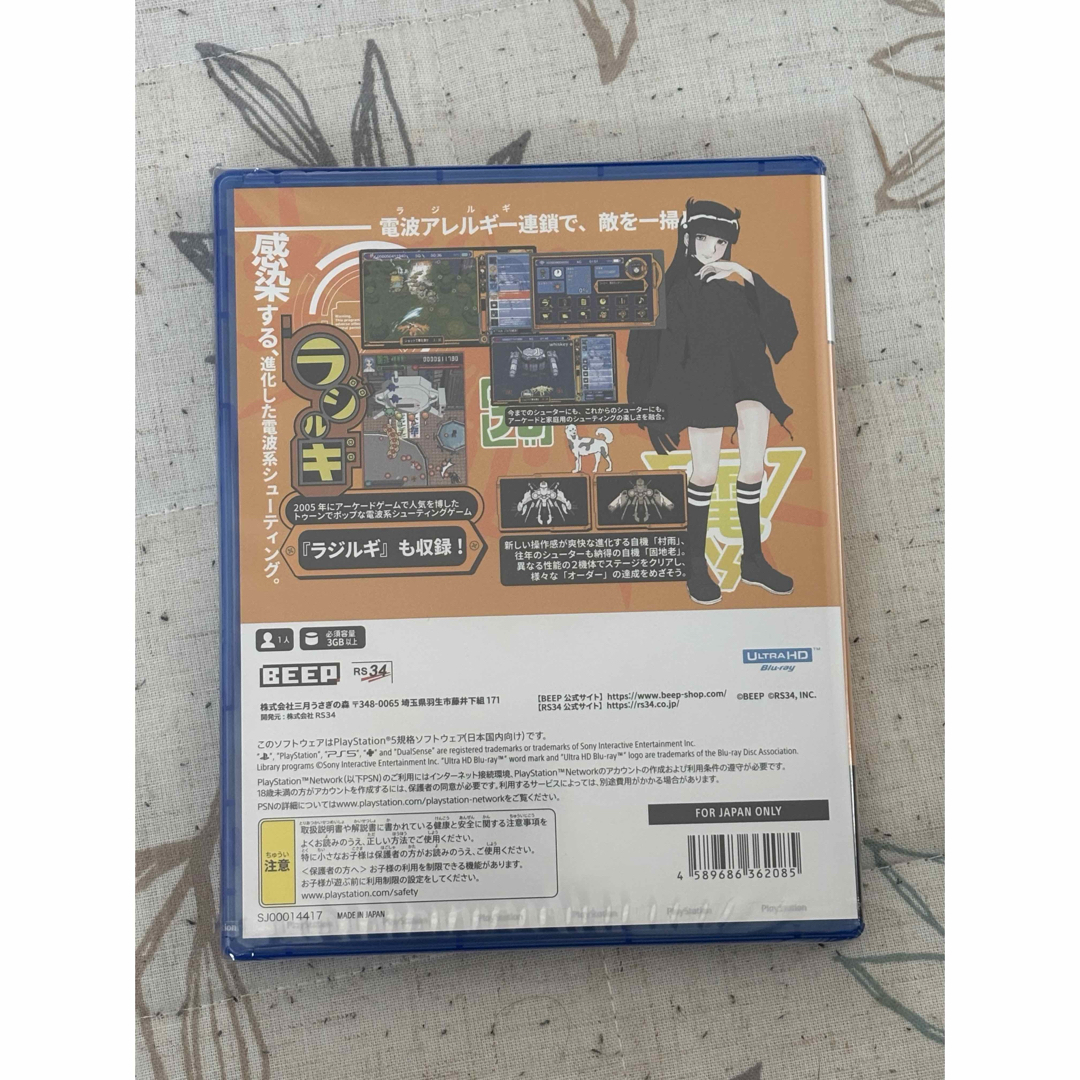 ラジルギ
電波アレルギー連鎖で、敵を一掃!
感染する、進化した電波系シューティング。
ラジルギ
今までのシューターにも、これからのシューターにも。
アーケードと家庭用のシューティングの楽しさを融合。
2005年にアーケードゲームで人気を博した
トゥーンでポップな電波系シューティングゲーム
『ラジルギ』も収録!
新しい操作感が爽快な進化する自機「村雨」、
往年のシューターも納得の自機「固地老」。
異なる性能の2機体でステージをクリアし、
様々な「オーダー」の達成をめざそう。
電
1人
必須容量
3GB以上
ULTRA HD
Blu-ray™
BEEP RS34
株式会社三月うさぎの森 〒348-0065 埼玉県羽生市藤井下組171
開発元:株式会社RS34
【BEEP 公式サイト】https://www.beep-shop.com/ ©BEEP ©RS34, INC.
【RS34 公式サイト】https://rs34.co.jp/
このソフトウェアはPlayStation®5規格ソフトウェア(日本国内向け)です。
"PlayStation", "PS5", and "DualSense" are registered trademarks or trademarks of Sony Interactive Entertainment Inc.
Library programs ©Sony Interactive Entertainment Inc. "Ultra HD Blu-ray™" word mark and "Ultra HD Blu-ray™" logo are trademarks of the Blu-ray Disc Association.
PlayStation™Network(以下PSN)のご利用にはインターネット接続環境、PlayStation™Networkのアカウントの作成および利用条件の遵守が必要です。
18歳未満の方がアカウントを作成するには、保護者の同意が必要です。利用するサービスによっては、別途費用がかかる場合があります。
PSNの詳細についてはwww.playstation.com/playstation-networkをご覧ください。
FOR JAPAN ONLY
ちゅうい
注意
取扱説明書や解説書に書かれている健康と安全に関する注意事項を
よくお読みのうえ、正しい方法でご使用ください。
特に小さなお子様は保護者の方がお読みのうえ、ご使用ください。
<保護者の方へ> お子様の利用を制限できる機能があります。
お子様が遊ぶ前に利用制限の設定をしてください。
www.playstation.com/safety
4 589686 362085
SJ00014417 MADE IN JAPAN
PlayStation PlayStation PlayStation PlayStation PlayStation PlayStation